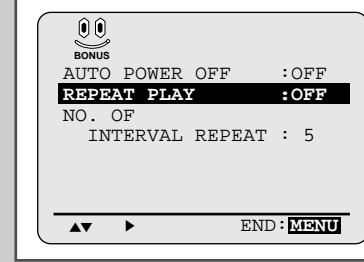 BONUS
AUTO POWER OFF :OFF
REPEAT PLAY :OFF
NO. OF
INTERVAL REPEAT : 5
▲▼ ▶ END:MENU